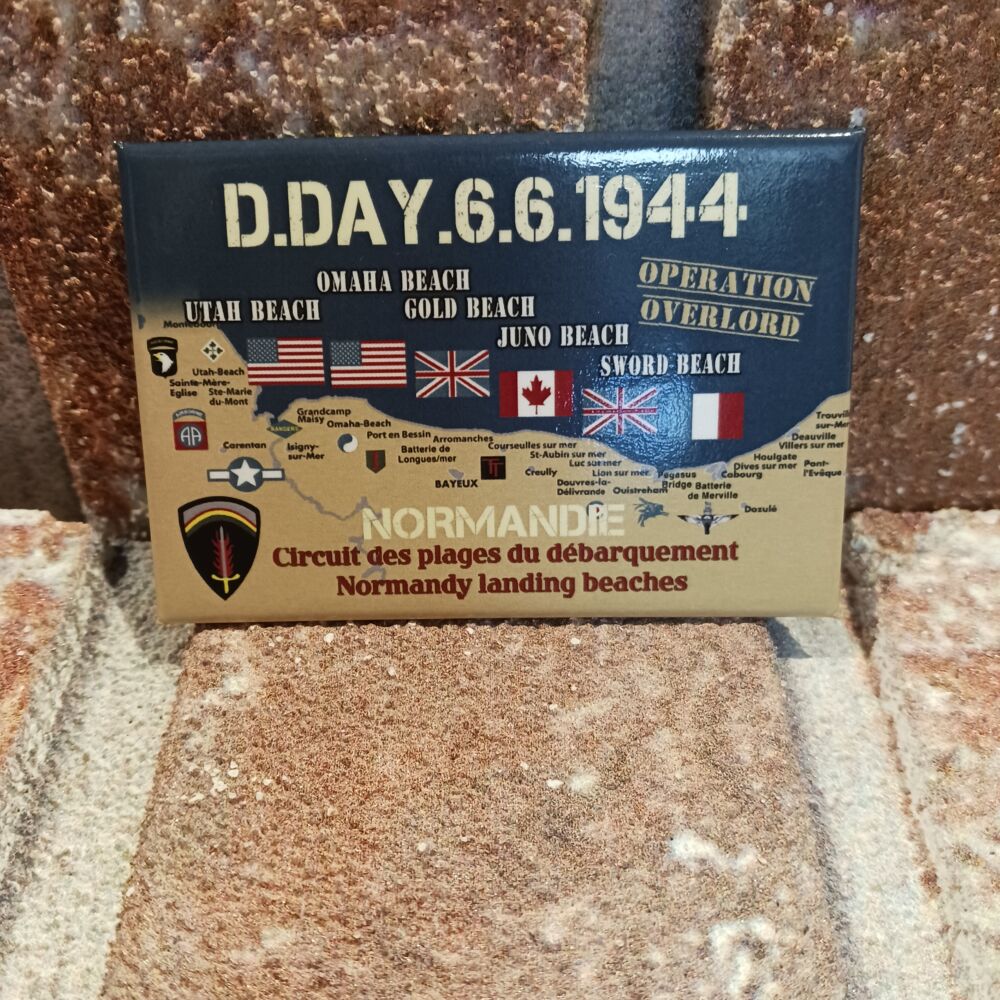 D.DAY.6.6.1944
OPERATION
OVERLORD
OMAHA BEACH
UTAH BEACH
GOLD BEACH
JUNO BEACH
SWORD BEACH
Utah-Beach
Sainte-Mère-
Eglise
Ste-Marie
du-Mont
Grandcamp
Maisy
Omaha-Beach
RANGERS
AA
Carentan
Isigny-
sur-Mer
Port en Bessin
Arromanches
Batterie de
Longues/mer
BAYEUX
Courseulles sur mer
St-Aubin sur mer
Luc sur mer
Creully
Lion sur mer
Douvres-la-
Délivrande
Ouistreham
Pegasus
Bridge
Batterie
de Merville
Cabourg
Dives sur mer
Houlgate
Villers sur mer
Deauville
Pont-
l'Evêque
Dozulé
NORMANDIE
Circuit des plages du débarquement
Normandy landing beaches